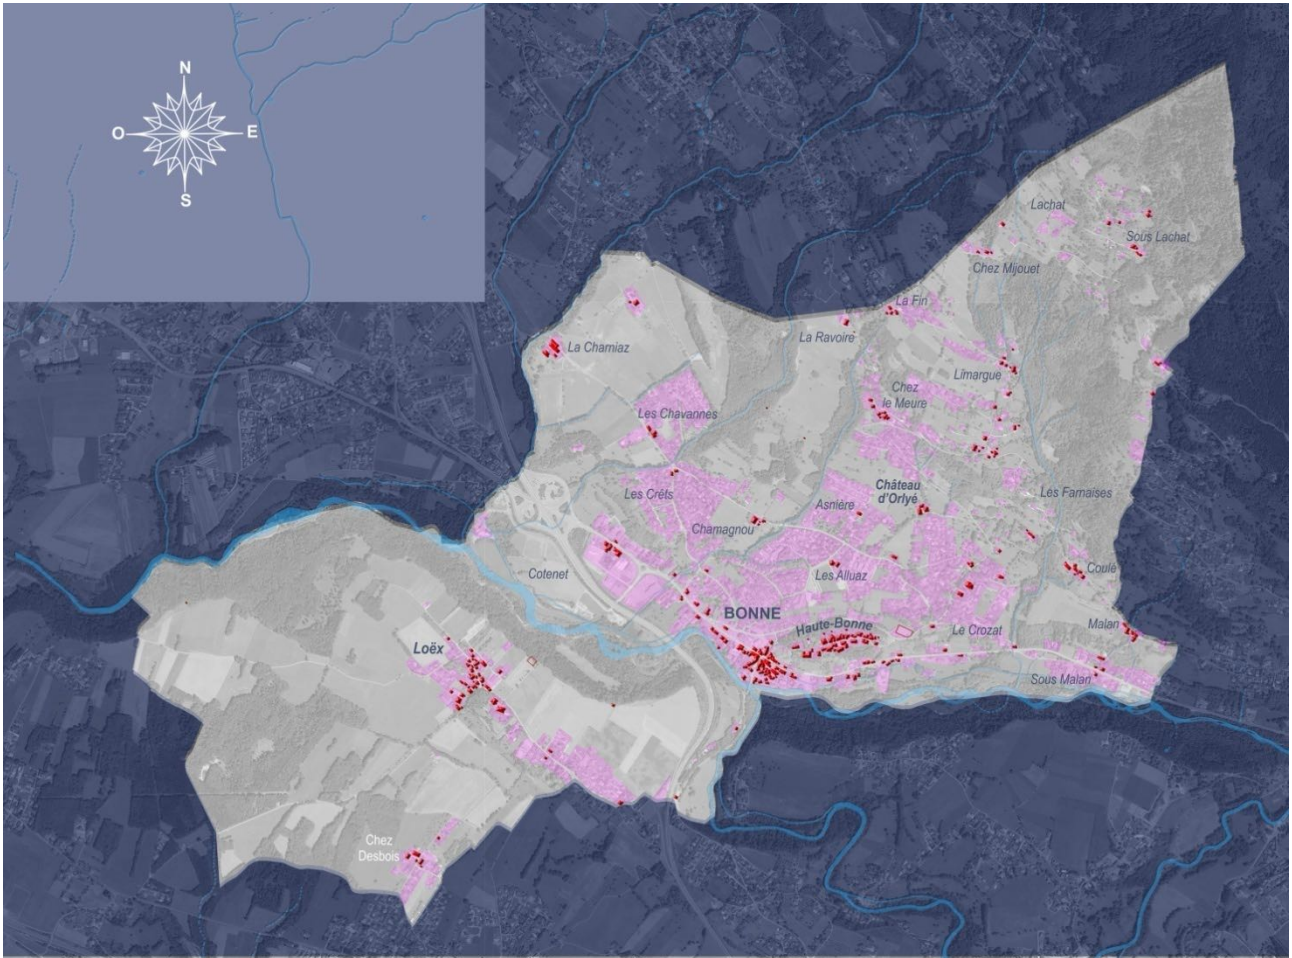 N
O
E
S
Lachat
Sous Lachat
Chez Mijouet
La Fin
La Ravoire
La Charniaz
Limargue
Chez
le Meure
Les Chavannes
Château
d'Orlyé
Les Crêts
Les Farnaises
Asnière
Chamagnou
Coulé
Cotenet
Les Alluaz
BONNE
Haute-Bonne
Malan
Le Crozat
Loëx
Sous Malan
Chez
Desbois